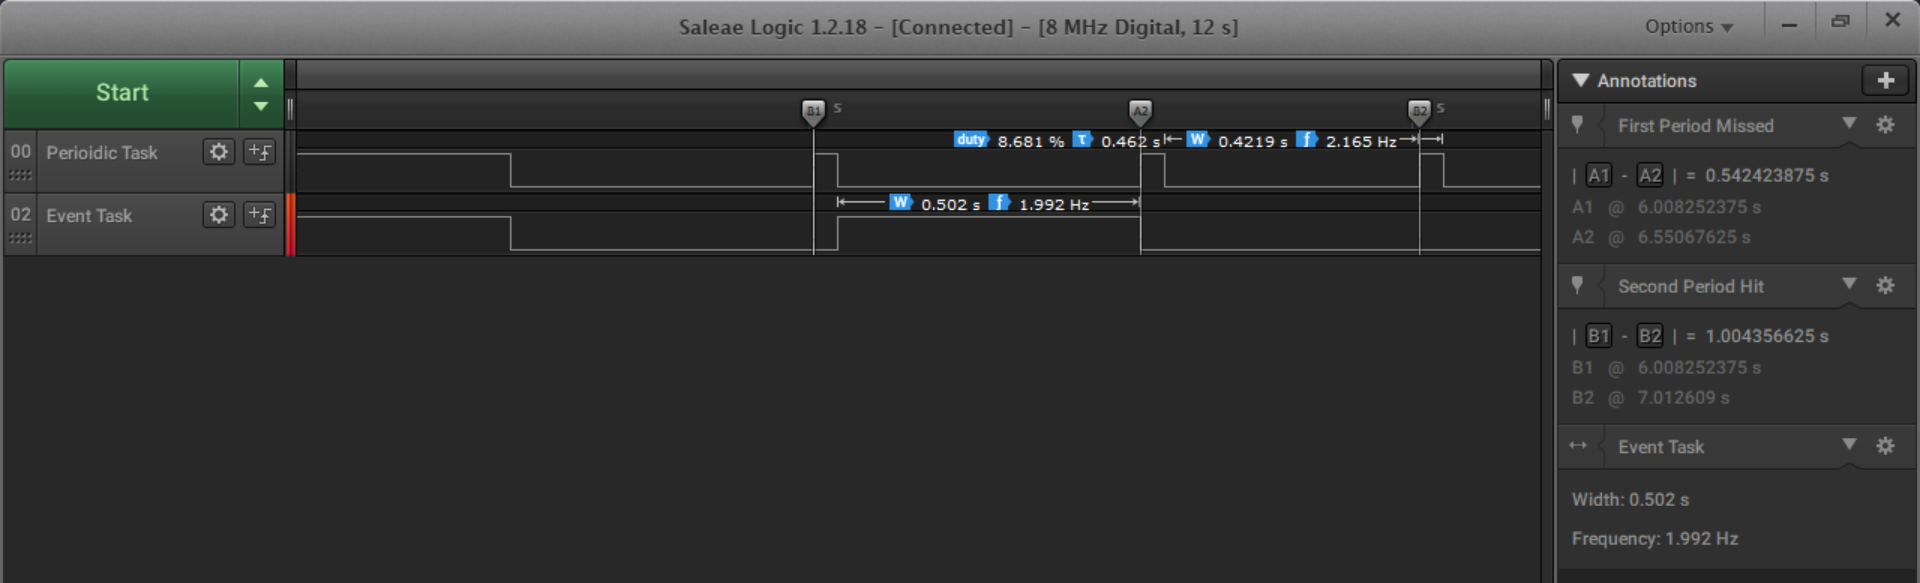 Saleae Logic 1.2.18 – [Connected] – [8 MHz Digital, 12 s]
Options
Start
Annotations
B1 s A2 B2 s
First Period Missed
duty 8.681 % τ 0.462 s W 0.4219 s f 2.165 Hz
00 Perioidic Task
| A1 - A2 | = 0.542423875 s
A1 @ 6.008252375 s
A2 @ 6.55067625 s
W 0.502 s f 1.992 Hz
02 Event Task
Second Period Hit
| B1 - B2 | = 1.004356625 s
B1 @ 6.008252375 s
B2 @ 7.012609 s
Event Task
Width: 0.502 s
Frequency: 1.992 Hz